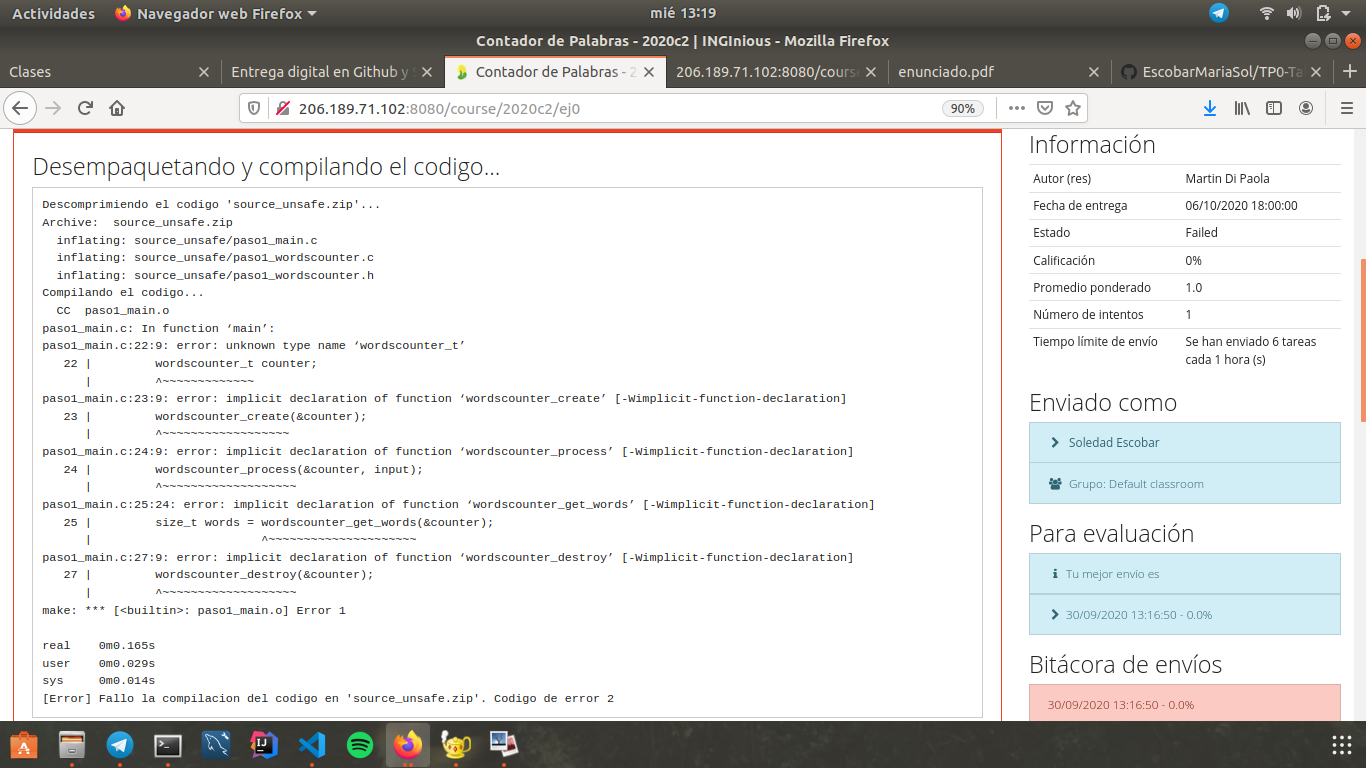 Actividades
Navegador web Firefox
mié 13:19
Contador de Palabras - 2020c2 | INGInious - Mozilla Firefox
Clases
Entrega digital en Github y
Contador de Palabras - 2
206.189.71.102:8080/cours
enunciado.pdf
EscobarMariaSol/TP0-Ta
206.189.71.102:8080/course/2020c2/ej0
90%
Desempaquetando y compilando el codigo...
Descomprimiendo el codigo 'source_unsafe.zip'...
Archive:  source_unsafe.zip
  inflating: source_unsafe/paso1_main.c
  inflating: source_unsafe/paso1_wordscounter.c
  inflating: source_unsafe/paso1_wordscounter.h
Compilando el codigo...
  CC  paso1_main.o
paso1_main.c: In function ‘main’:
paso1_main.c:22:9: error: unknown type name ‘wordscounter_t’
   22 |         wordscounter_t counter;
      |         ^~~~~~~~~~~~~~
paso1_main.c:23:9: error: implicit declaration of function ‘wordscounter_create’ [-Wimplicit-function-declaration]
   23 |         wordscounter_create(&counter);
      |         ^~~~~~~~~~~~~~~~~~~
paso1_main.c:24:9: error: implicit declaration of function ‘wordscounter_process’ [-Wimplicit-function-declaration]
   24 |         wordscounter_process(&counter, input);
      |         ^~~~~~~~~~~~~~~~~~~~
paso1_main.c:25:24: error: implicit declaration of function ‘wordscounter_get_words’ [-Wimplicit-function-declaration]
   25 |         size_t words = wordscounter_get_words(&counter);
      |                        ^~~~~~~~~~~~~~~~~~~~~~
paso1_main.c:27:9: error: implicit declaration of function ‘wordscounter_destroy’ [-Wimplicit-function-declaration]
   27 |         wordscounter_destroy(&counter);
      |         ^~~~~~~~~~~~~~~~~~~~
make: *** [<builtin>: paso1_main.o] Error 1
real    0m0.165s
user    0m0.029s
sys     0m0.014s
[Error] Fallo la compilacion del codigo en 'source_unsafe.zip'. Codigo de error 2
Información
Autor (res) Martin Di Paola
Fecha de entrega 06/10/2020 18:00:00
Estado Failed
Calificación 0%
Promedio ponderado 1.0
Número de intentos 1
Tiempo límite de envío Se han enviado 6 tareas
cada 1 hora (s)
Enviado como
Soledad Escobar
Grupo: Default classroom
Para evaluación
Tu mejor envío es
30/09/2020 13:16:50 - 0.0%
Bitácora de envíos
30/09/2020 13:16:50 - 0.0%